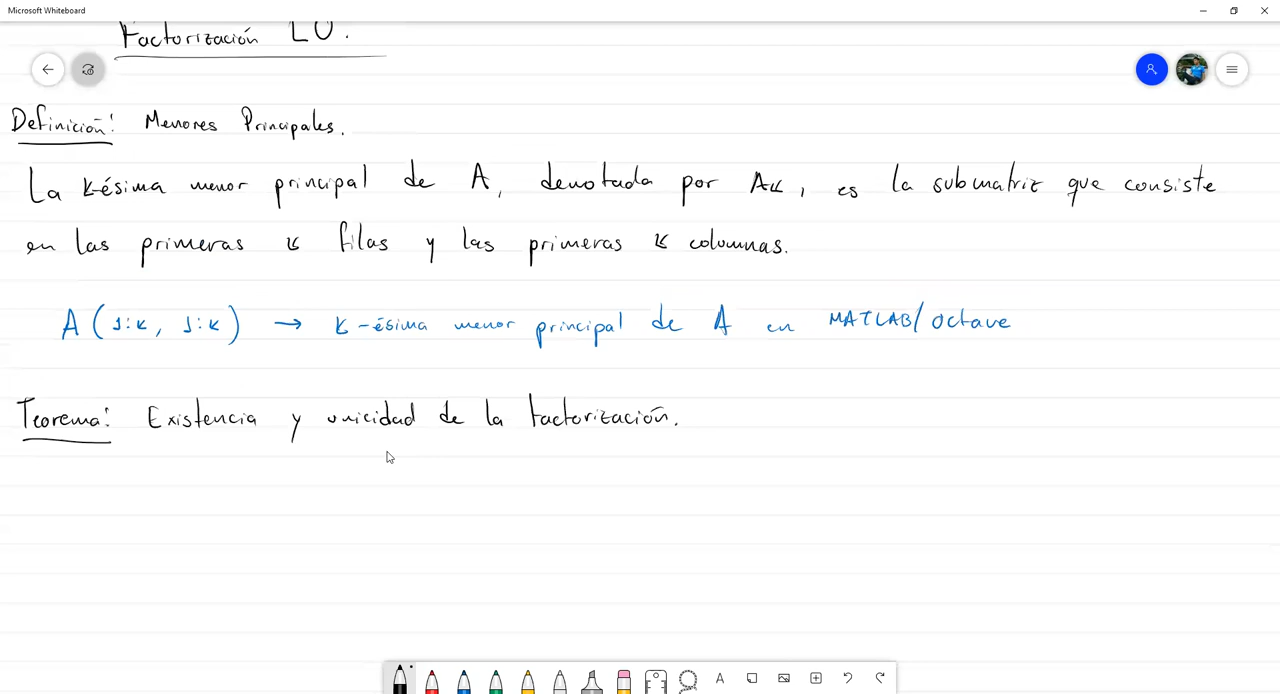 Microsoft Whiteboard
Factorización LU.
Definición: Menores Principales.
La k-ésima menor principal de A, denotada por Ak, es la submatriz que consiste
en las primeras k filas y las primeras k columnas.
A(1:k, 1:k) → k-ésima menor principal de A en MATLAB/Octave
Teorema: Existencia y unicidad de la factorización.
A